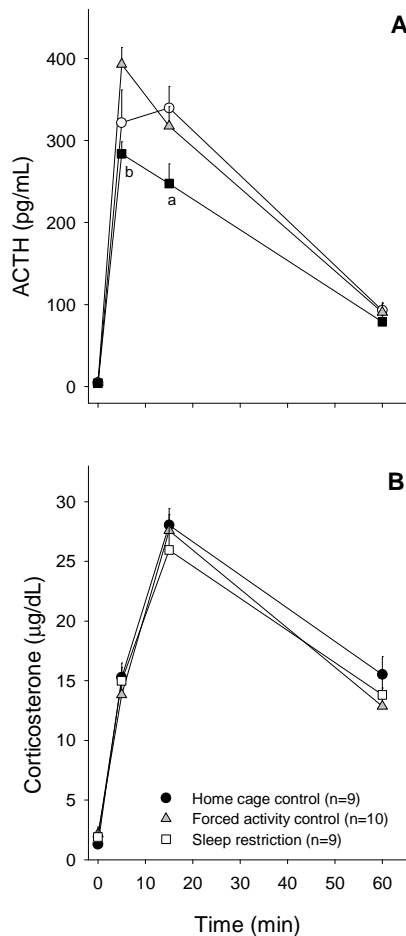 A
400
300
200
100
0
ACTH (pg/mL)
b
a
B
30
25
20
15
10
5
0
Corticosterone (µg/dL)
Home cage control (n=9)
Forced activity control (n=10)
Sleep restriction (n=9)
0 10 20 30 40 50 60
Time (min)